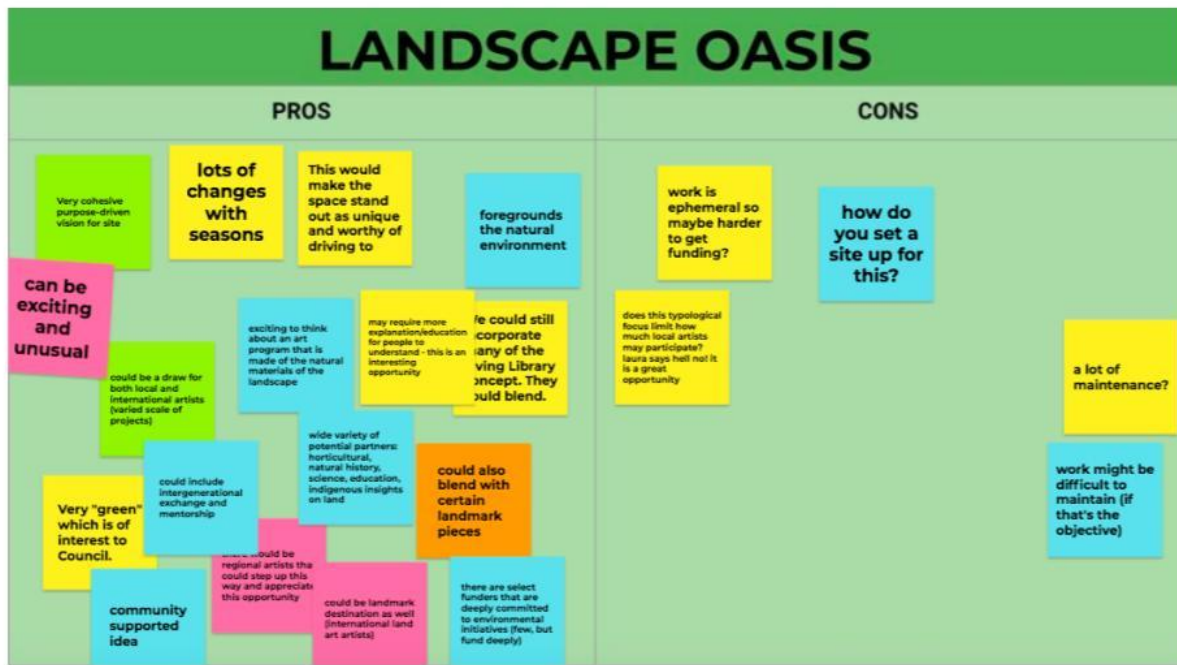 LANDSCAPE OASIS
PROS
CONS
Very cohesive
purpose-driven
vision for site
lots of
changes
with
seasons
This would
make the
space stand
out as unique
and worthy of
driving to
foregrounds
the natural
environment
can be
exciting
and
unusual
exciting to think
about an art
program that is
made of the natural
materials of the
landscape
may require more
explanation/education
for people to
understand - this is an
interesting
opportunity
could still
of the
Library
concept. They
blend.
could be a draw for
both local and
international artists
(varied scale of
projects)
wide variety of
potential partners:
horticultural,
natural history,
science, education,
indigenous insights
on land
could also
blend with
certain
landmark
pieces
Very "green"
which is of
interest to
Council.
could include
intergenerational
exchange and
mentorship
would be
regional artists
could step up this
way and appreciate
this opportunity
community
supported
idea
could be landmark
destination as well
(international land
art artists)
there are select
funders that are
deeply committed
to environmental
initiatives (few, but
fund deeply)
work is
ephemeral so
maybe harder
to get
funding?
how do
you set a
site up for
this?
does this typological
focus limit how
much local artists
may participate?
laura says hell no! it
is a great
opportunity
a lot of
maintenance?
work might be
difficult to
maintain (if
that's the
objective)